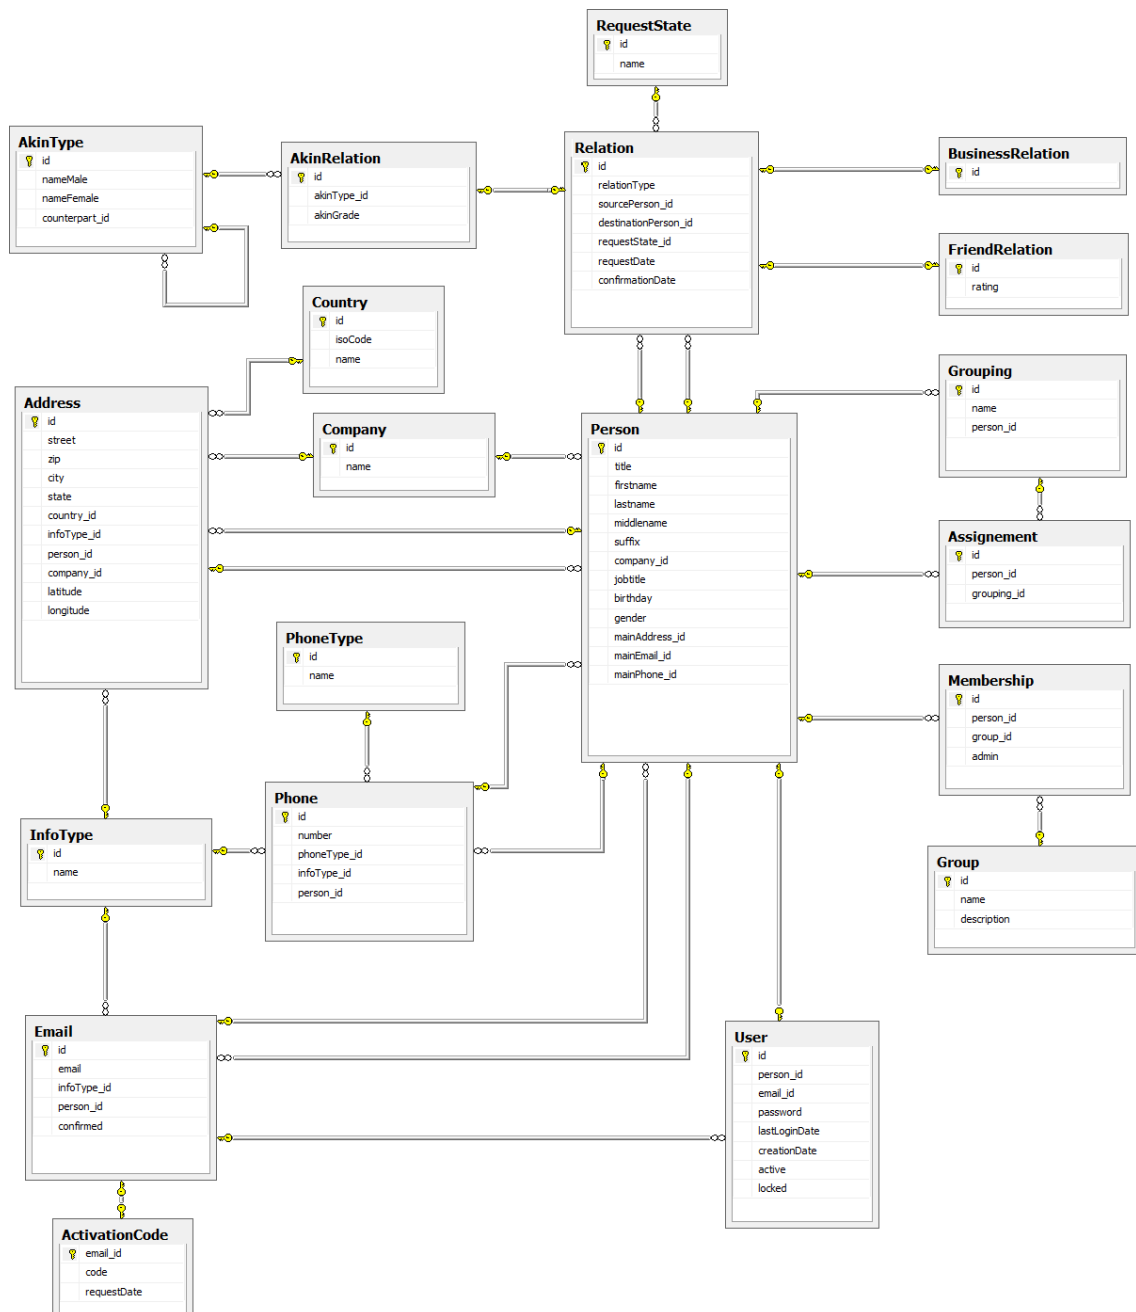 RequestState
id
name
AkinType
id
nameMale
nameFemale
counterpart_id
AkinRelation
id
akinType_id
akinGrade
Relation
id
relationType
sourcePerson_id
destinationPerson_id
requestState_id
requestDate
confirmationDate
BusinessRelation
id
FriendRelation
id
rating
Country
id
isoCode
name
Address
id
street
zip
city
state
country_id
infoType_id
person_id
company_id
latitude
longitude
Company
id
name
Person
id
title
firstname
lastname
middlename
suffix
company_id
jobtitle
birthday
gender
mainAddress_id
mainEmail_id
mainPhone_id
Grouping
id
name
person_id
Assignement
id
person_id
grouping_id
PhoneType
id
name
Membership
id
person_id
group_id
admin
Phone
id
number
phoneType_id
infoType_id
person_id
InfoType
id
name
Group
id
name
description
Email
id
email
infoType_id
person_id
confirmed
User
id
person_id
email_id
password
lastLoginDate
creationDate
active
locked
ActivationCode
email_id
code
requestDate